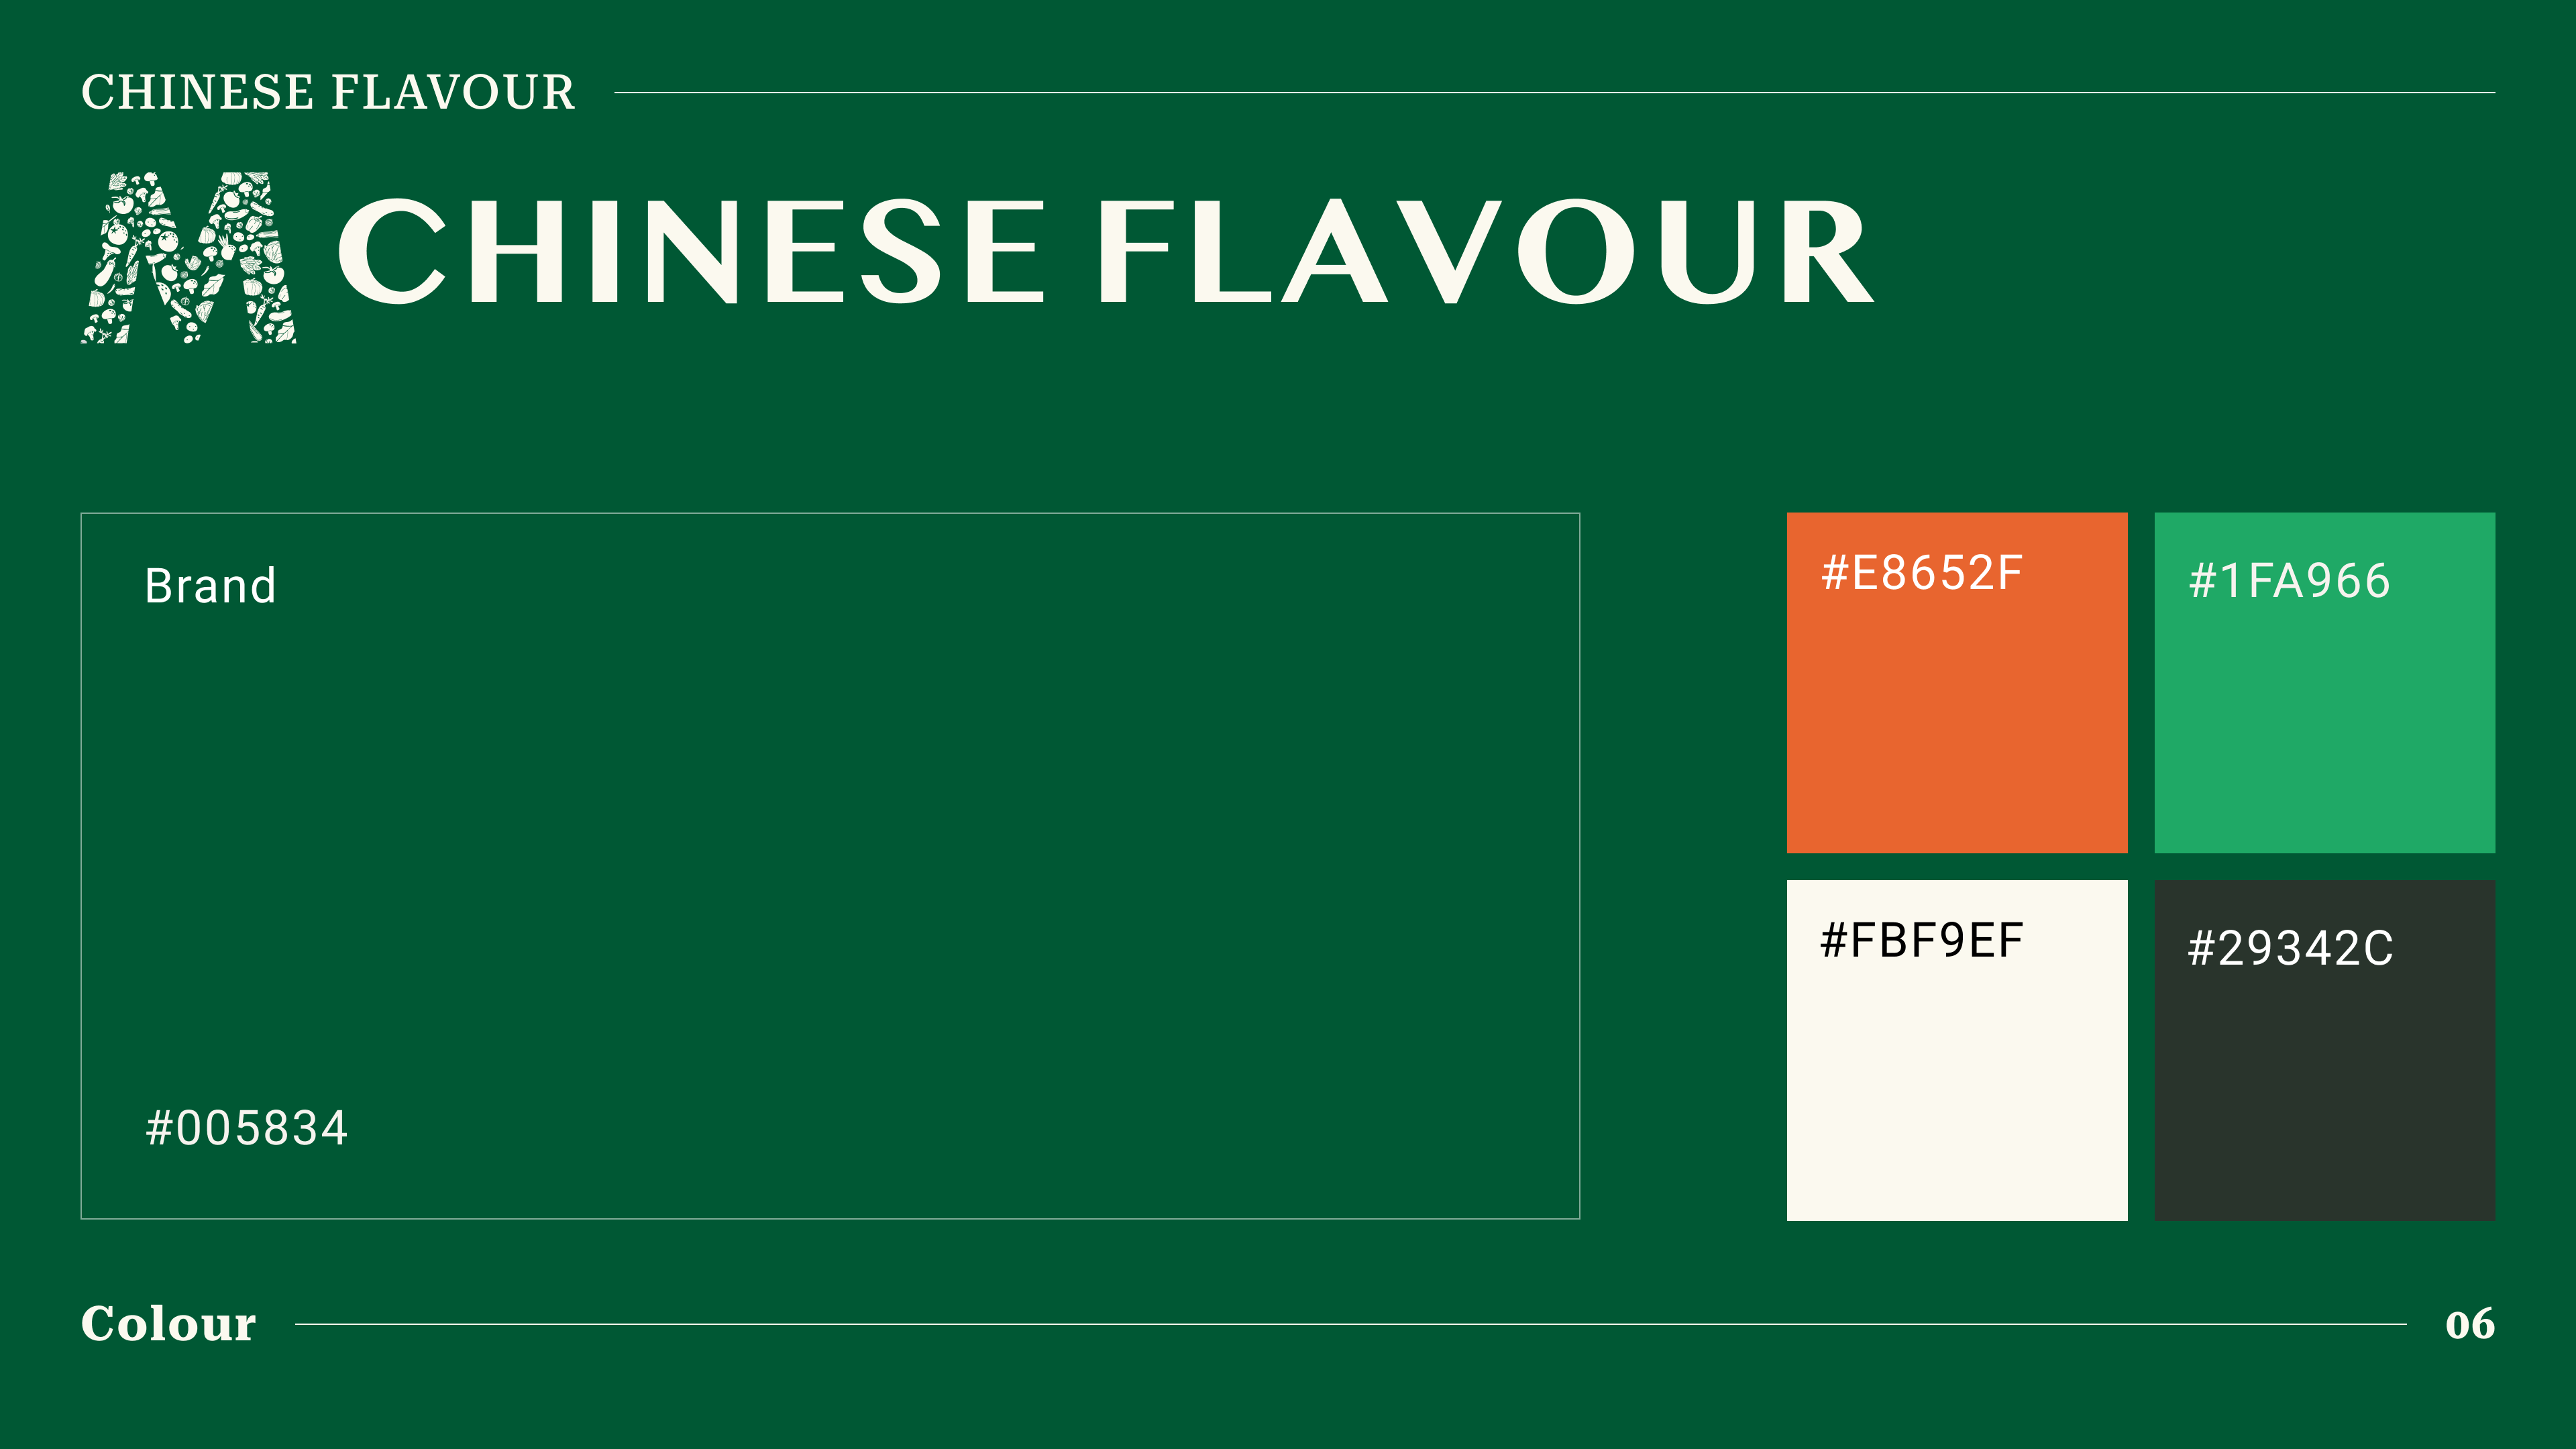 CHINESE FLAVOUR
M CHINESE FLAVOUR
Brand
#005834
#E8652F
#1FA966
#FBF9EF
#29342C
Colour
06